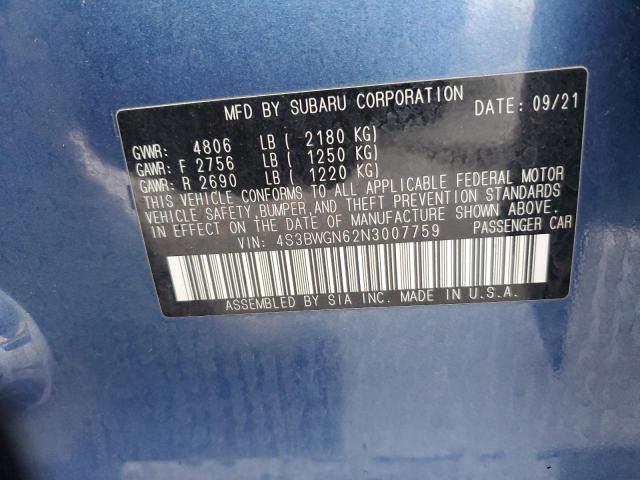 MFD BY SUBARU CORPORATION DATE: 09/21
GVWR: 4806 LB ( 2180 KG)
GAWR: F 2756 LB ( 1250 KG)
GAWR: R 2690 LB ( 1220 KG)
THIS VEHICLE CONFORMS TO ALL APPLICABLE FEDERAL MOTOR
VEHICLE SAFETY, BUMPER, AND THEFT PREVENTION STANDARDS
IN EFFECT ON THE DATE OF MANUFACTURE SHOWN ABOVE.
VIN: 4S3BWGN62N3007759 PASSENGER CAR
ASSEMBLED BY SIA INC. MADE IN U.S.A.